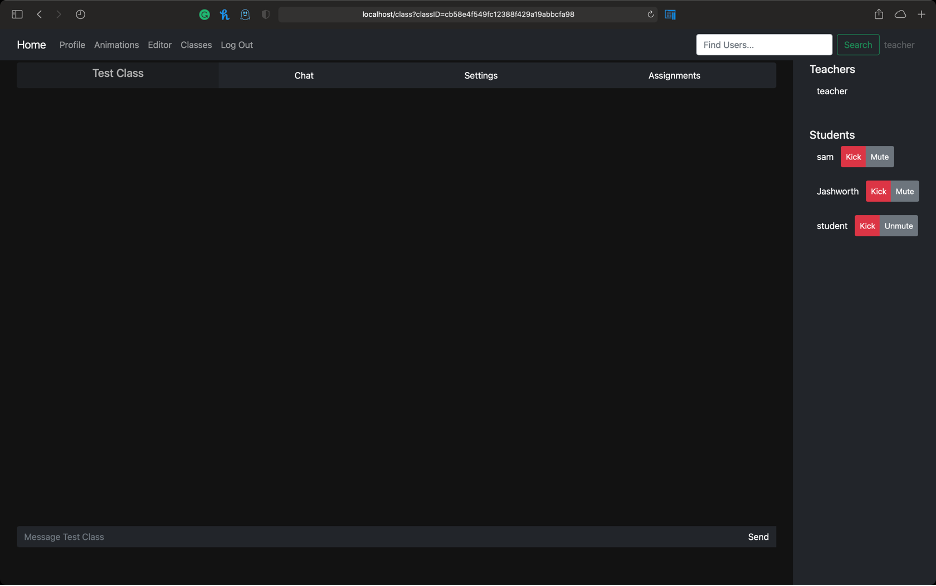 localhost/class?classID=cb58e4f549fc12388f429a19abbcfa98
Home Profile Animations Editor Classes Log Out Find Users... Search teacher
Test Class Chat Settings Assignments
Teachers
teacher
Students
sam Kick Mute
Jashworth Kick Mute
student Kick Unmute
Message Test Class Send